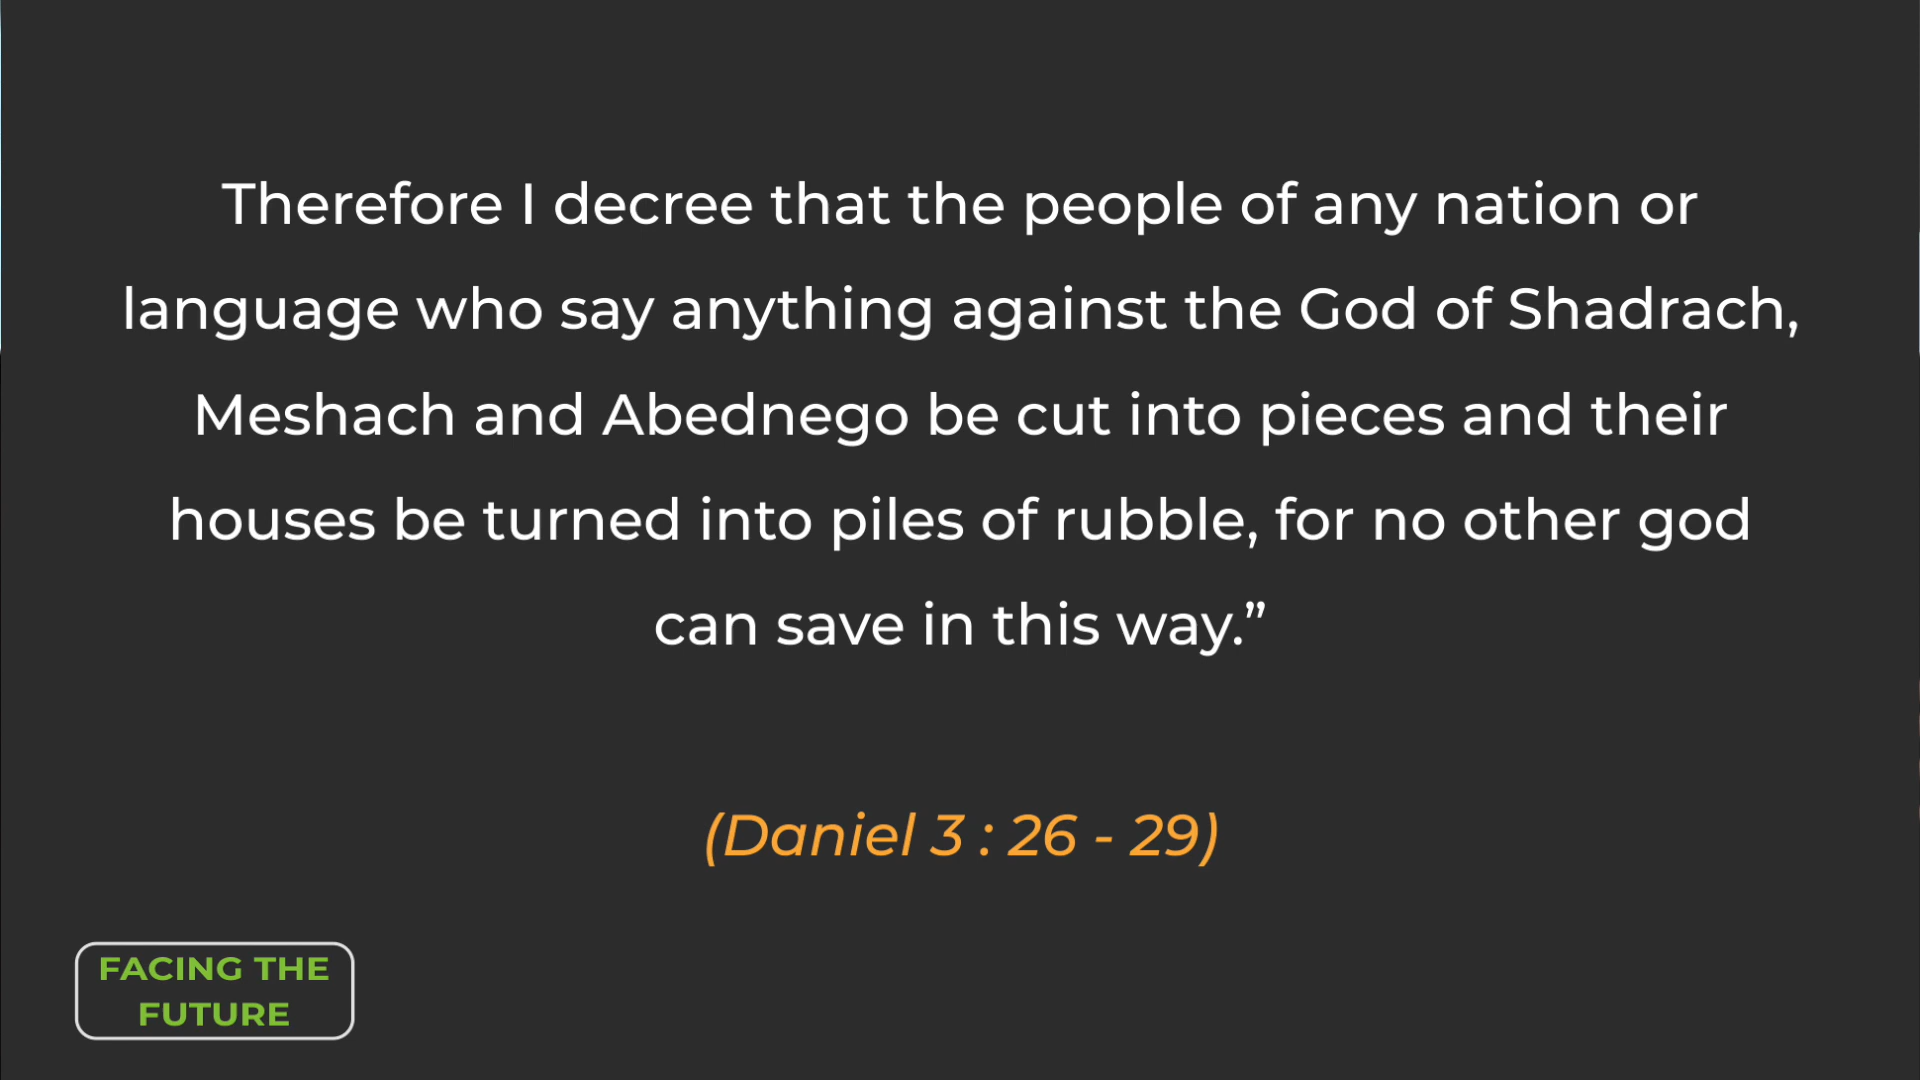 Therefore I decree that the people of any nation or
language who say anything against the God of Shadrach,
Meshach and Abednego be cut into pieces and their
houses be turned into piles of rubble, for no other god
can save in this way.”
(Daniel 3 : 26 - 29)
FACING THE
FUTURE